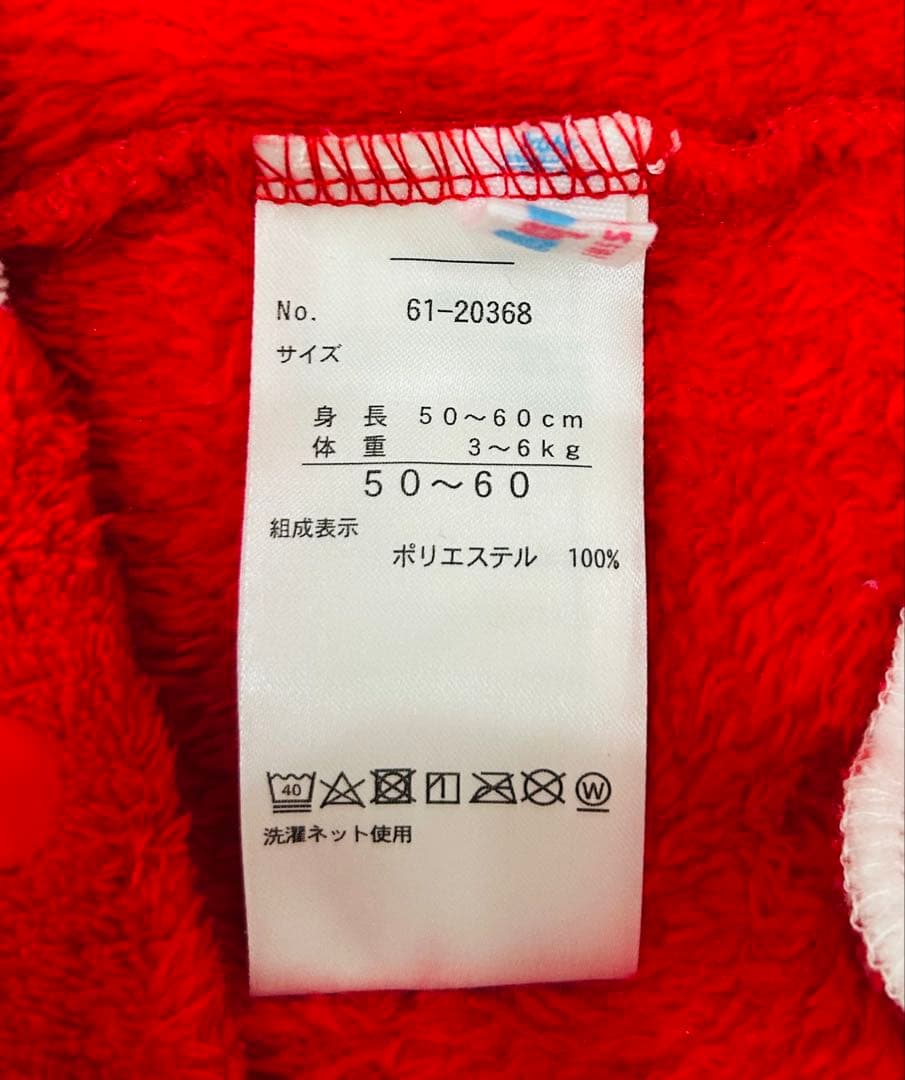 No. 61-20368
サイズ
身 長 50～60cm
体 重 3～6kg
50～60
組成表示
ポリエステル 100%
40 W
洗濯ネット使用